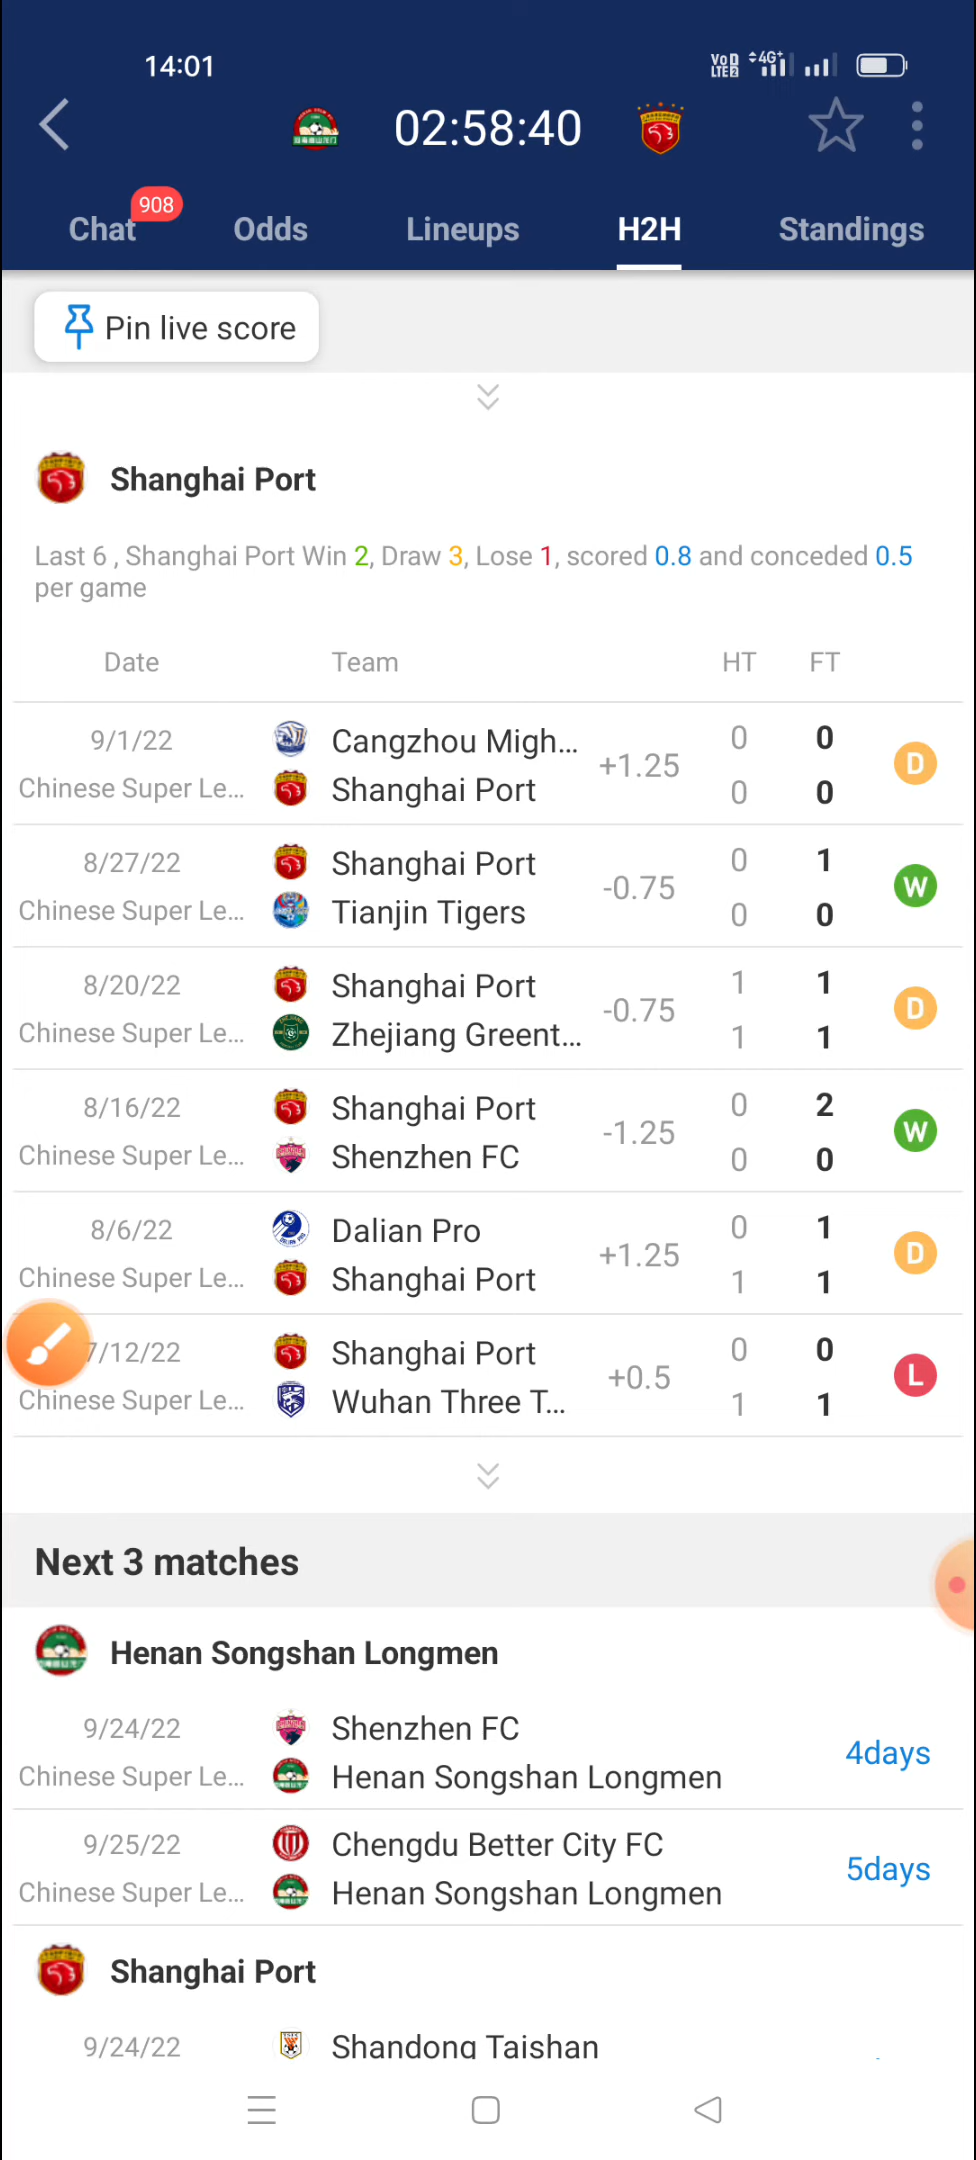 14:01
VoD LTE2 4G+
02:58:40
Chat 908 Odds Lineups H2H Standings
Pin live score
Shanghai Port
Last 6 , Shanghai Port Win 2, Draw 3, Lose 1, scored 0.8 and conceded 0.5
per game
Date Team HT FT
9/1/22 Cangzhou Migh... 0 0
+1.25 D
Chinese Super Le... Shanghai Port 0 0
8/27/22 Shanghai Port 0 1
-0.75 W
Chinese Super Le... Tianjin Tigers 0 0
8/20/22 Shanghai Port 1 1
-0.75 D
Chinese Super Le... Zhejiang Greent... 1 1
8/16/22 Shanghai Port 0 2
-1.25 W
Chinese Super Le... Shenzhen FC 0 0
8/6/22 Dalian Pro 0 1
+1.25 D
Chinese Super Le... Shanghai Port 1 1
7/12/22 Shanghai Port 0 0
+0.5 L
Chinese Super Le... Wuhan Three T... 1 1
Next 3 matches
Henan Songshan Longmen
9/24/22 Shenzhen FC
4days
Chinese Super Le... Henan Songshan Longmen
9/25/22 Chengdu Better City FC
5days
Chinese Super Le... Henan Songshan Longmen
Shanghai Port
9/24/22 Shandong Taishan